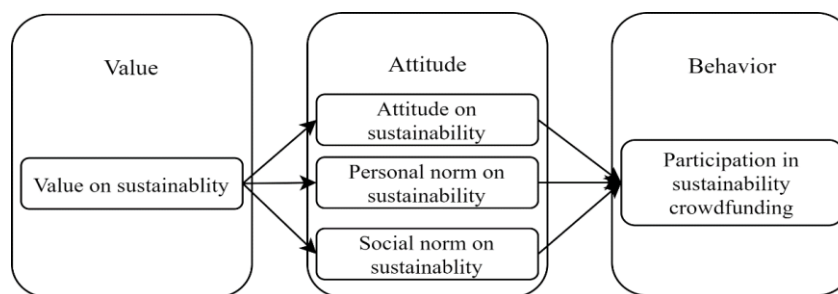 Value
Attitude
Behavior
Attitude on
sustainability
Value on sustainablity
Personal norm on
sustainability
Participation in
sustainability
crowdfunding
Social norm on
sustainablity